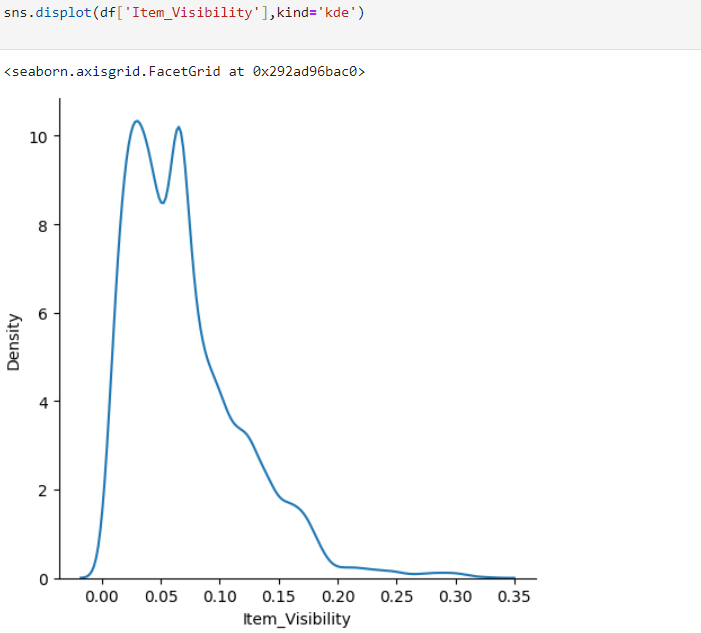 sns.displot(df['Item_Visibility'],kind='kde')
<seaborn.axisgrid.FacetGrid at 0x292ad96bac0>
10
8
6
4
2
0
Density
0.00 0.05 0.10 0.15 0.20 0.25 0.30 0.35
Item_Visibility